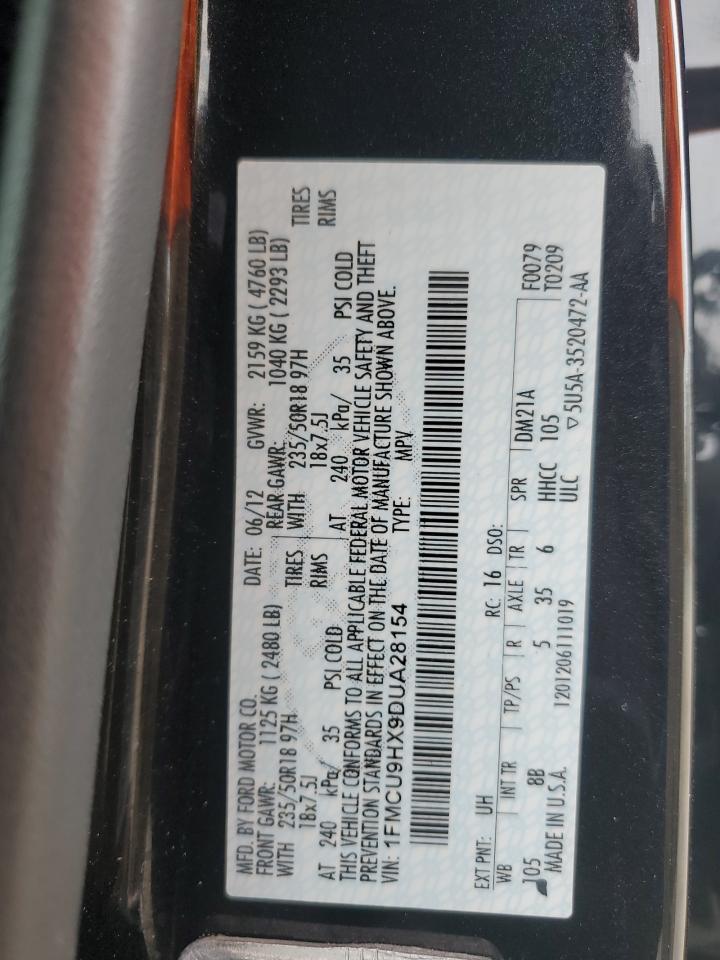 MFD. BY FORD MOTOR CO.
DATE: 06/12 GVWR: 2159 KG ( 4760 LB)
FRONT GAWR: 1125 KG ( 2480 LB) REAR GAWR: 1040 KG ( 2293 LB)
WITH 235/50R18 97H TIRES WITH 235/50R18 97H TIRES
18x7.5J RIMS 18x7.5J RIMS
AT 240 kPa/ 35 PSI COLD AT 240 kPa/ 35 PSI COLD
THIS VEHICLE CONFORMS TO ALL APPLICABLE FEDERAL MOTOR VEHICLE SAFETY AND THEFT
PREVENTION STANDARDS IN EFFECT ON THE DATE OF MANUFACTURE SHOWN ABOVE.
VIN: 1FMCU9HX9DUA28154 TYPE: MPV
EXT PNT: UH RC: 16 DSO:
WB INT TR TP/PS R AXLE TR SPR DM21A F0079
105 8B 5 35 6 HHCC 105 T0209
MADE IN U.S.A. 1201206111019 ULC ▽5U5A-3520472-AA